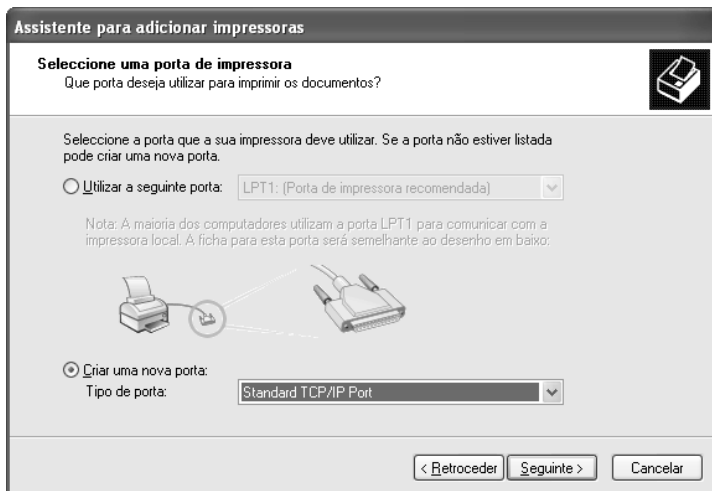 Assistente para adicionar impressoras
Seleccione uma porta de impressora
Que porta deseja utilizar para imprimir os documentos?
Seleccione a porta que a sua impressora deve utilizar. Se a porta não estiver listada
pode criar uma nova porta.
Utilizar a seguinte porta: LPT1: (Porta de impressora recomendada)
Nota: A maioria dos computadores utilizam a porta LPT1 para comunicar com a
impressora local. A ficha para esta porta será semelhante ao desenho em baixo:
Criar uma nova porta:
Tipo de porta: Standard TCP/IP Port
< Retroceder Seguinte > Cancelar